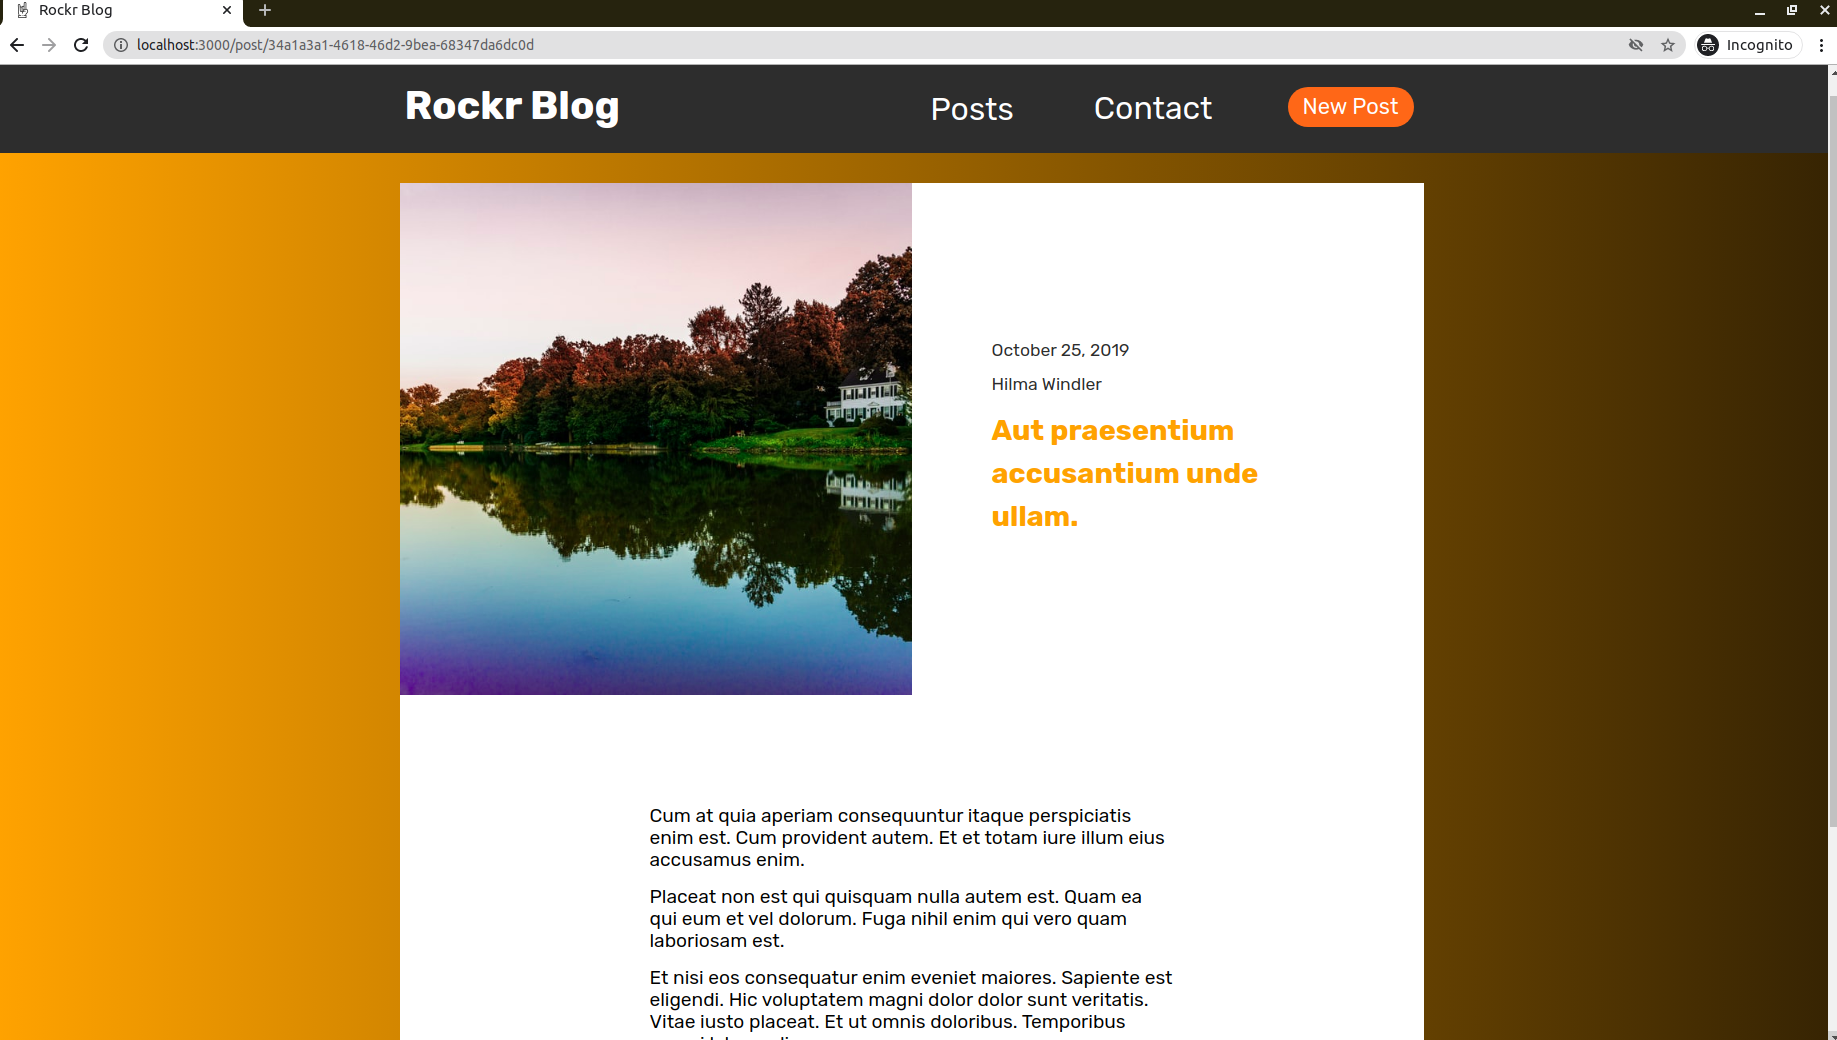 Rockr Blog
localhost:3000/post/34a1a3a1-4618-46d2-9bea-68347da6dc0d
Incognito
Rockr Blog
Posts
Contact
New Post
October 25, 2019
Hilma Windler
Aut praesentium
accusantium unde
ullam.
Cum at quia aperiam consequuntur itaque perspiciatis
enim est. Cum provident autem. Et et totam iure illum eius
accusamus enim.
Placeat non est qui quisquam nulla autem est. Quam ea
qui eum et vel dolorum. Fuga nihil enim qui vero quam
laboriosam est.
Et nisi eos consequatur enim eveniet maiores. Sapiente est
eligendi. Hic voluptatem magni dolor dolor sunt veritatis.
Vitae iusto placeat. Et ut omnis doloribus. Temporibus